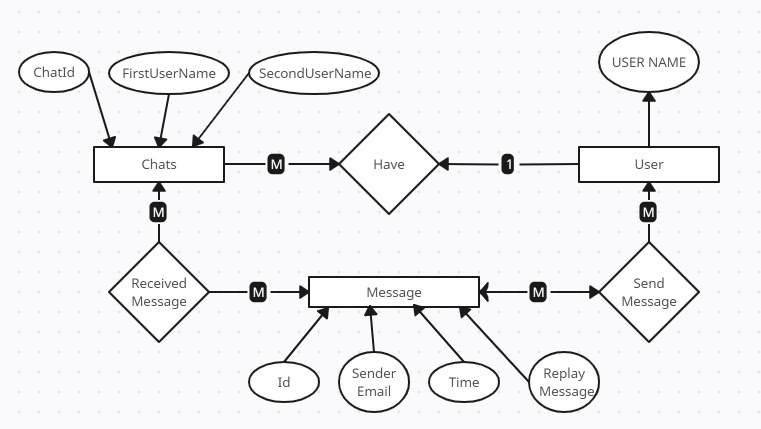 USER NAME
ChatId
FirstUserName
SecondUserName
Chats
M
Have
1
User
M
M
Received
Message
M
Message
M
Send
Message
Id
Sender
Email
Time
Replay
Message